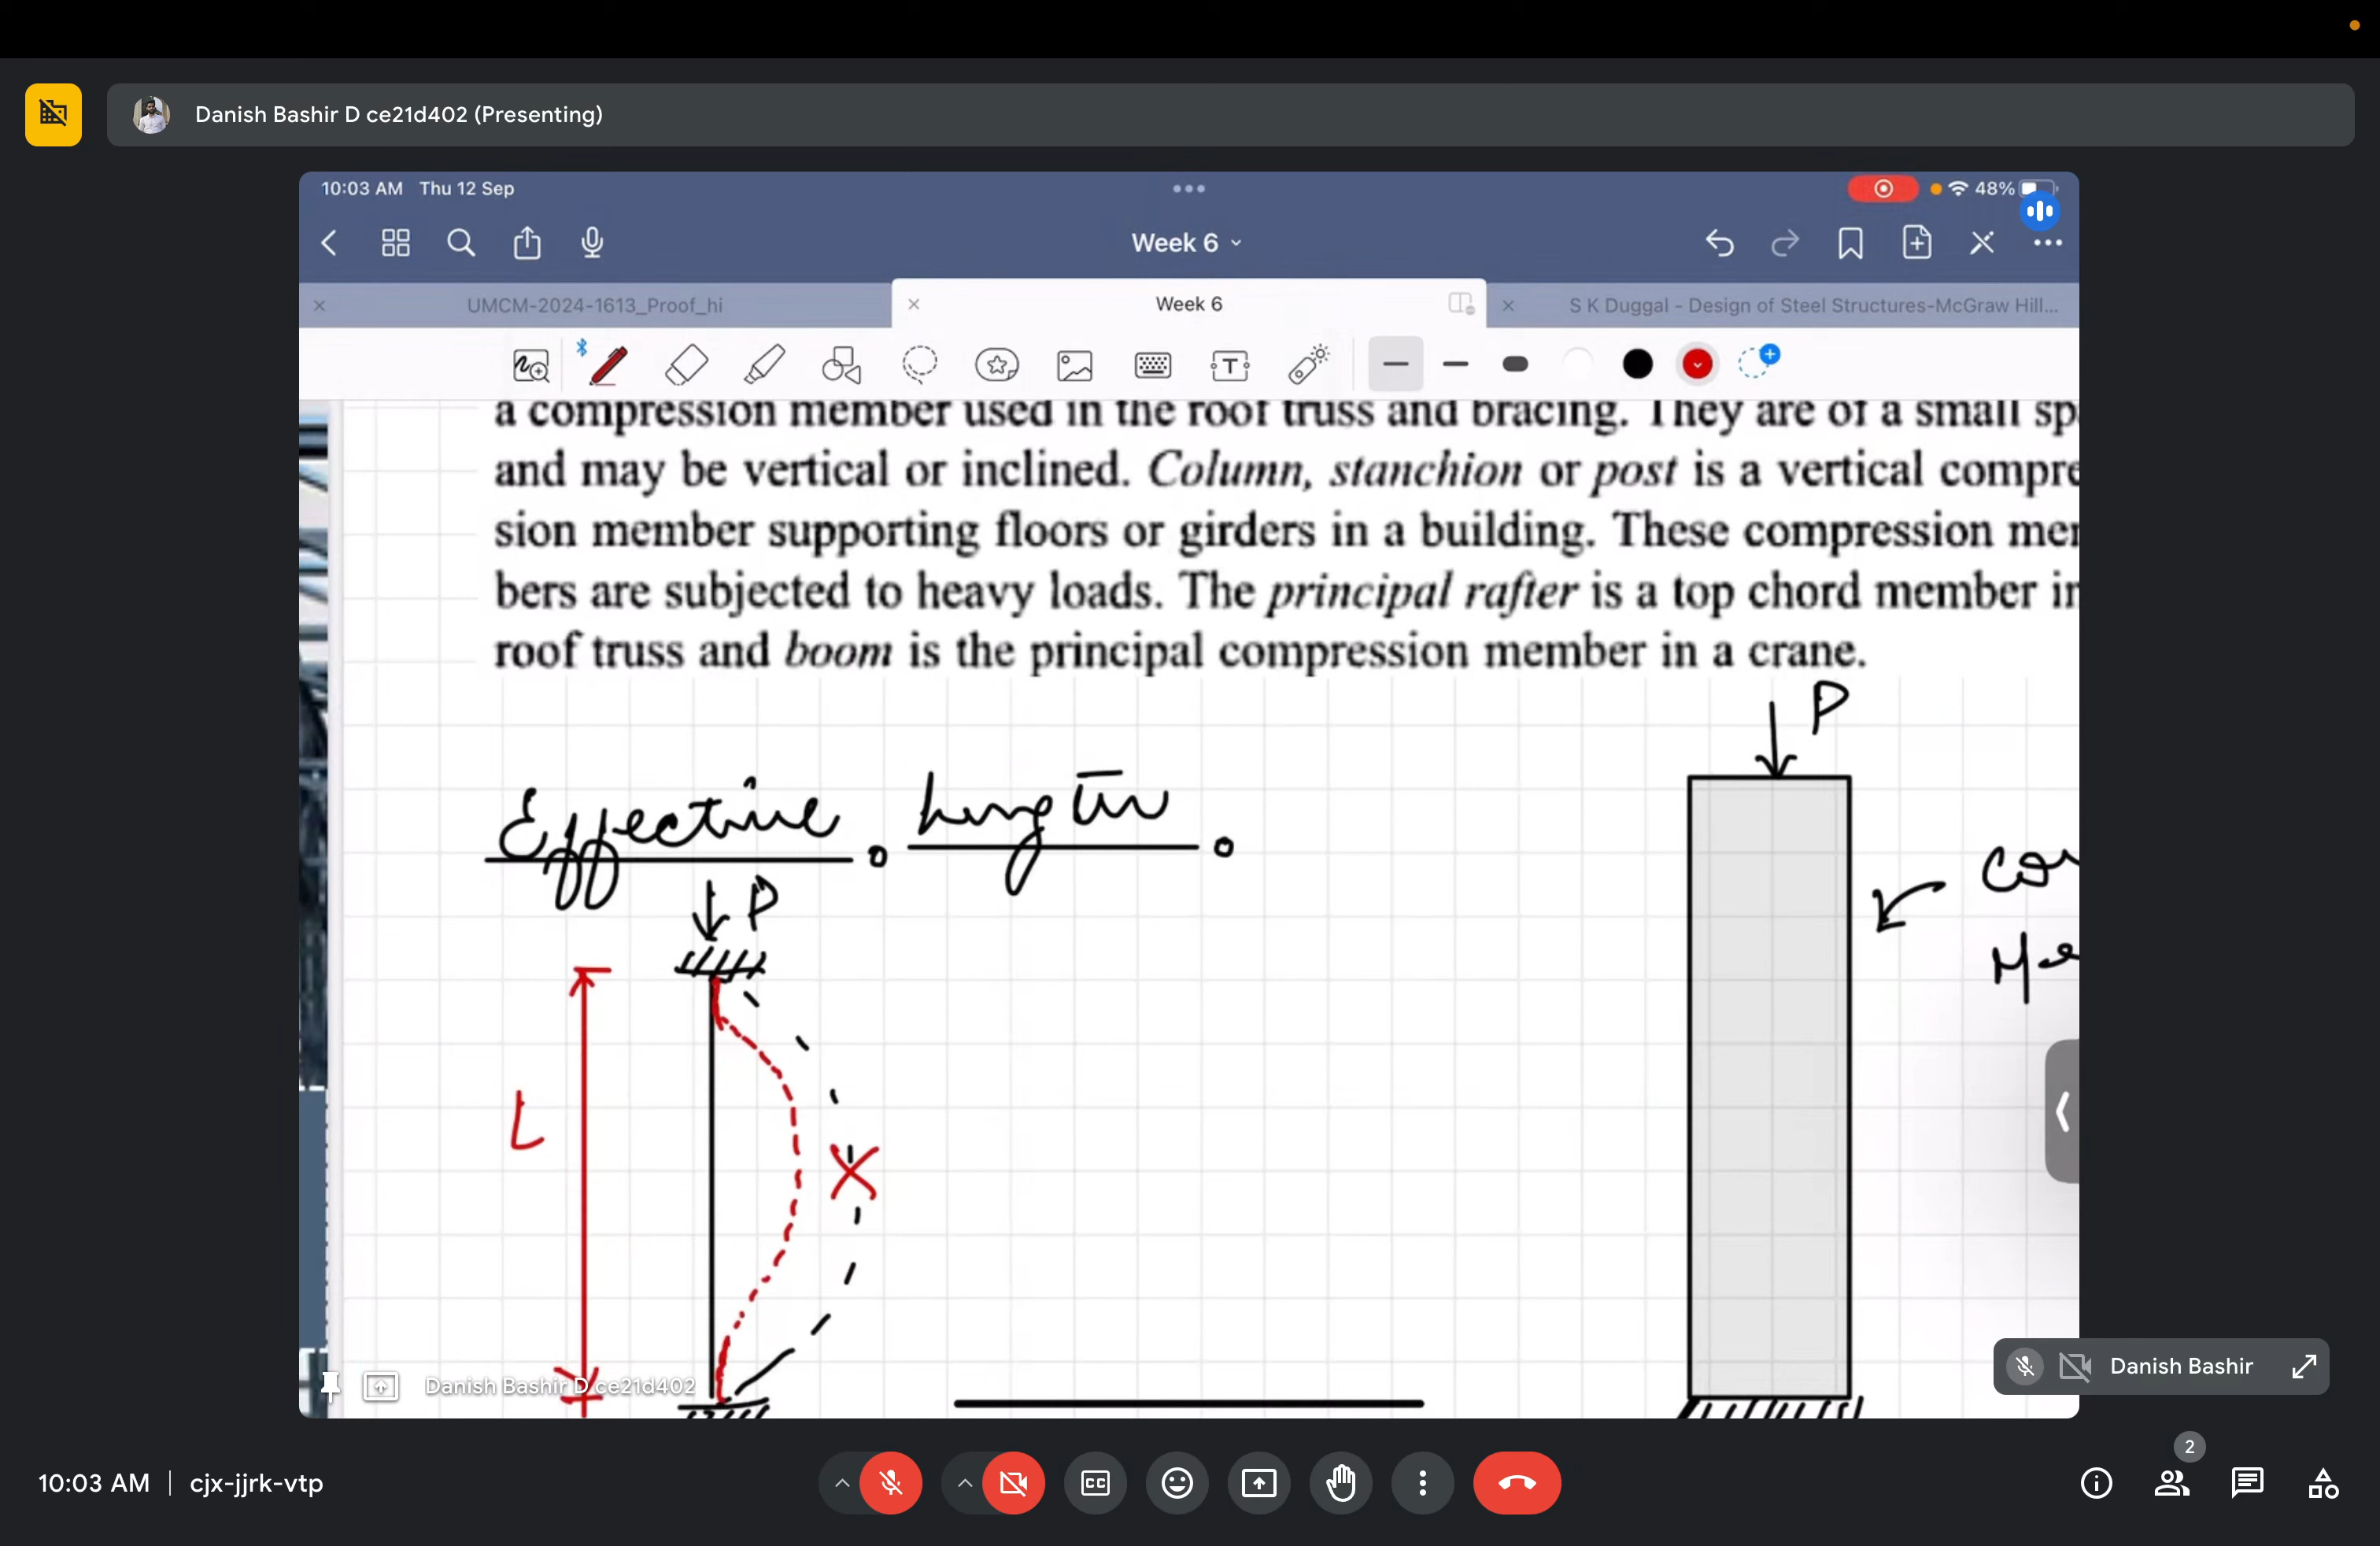 Danish Bashir D ce21d402 (Presenting)
10:03 AM Thu 12 Sep
48%
Week 6
UMCM-2024-1613_Proof_hi
Week 6
S K Duggal - Design of Steel Structures-McGraw Hill...
T
a compression member used in the roof truss and bracing. They are of a small sp
and may be vertical or inclined. Column, stanchion or post is a vertical compre
sion member supporting floors or girders in a building. These compression mem
bers are subjected to heavy loads. The principal rafter is a top chord member in
roof truss and boom is the principal compression member in a crane.
P
Effective. Length.
P
Com
Me
L
X
Danish Bashir D ce21d402
Danish Bashir
2
10:03 AM | cjx-jjrk-vtp
CC